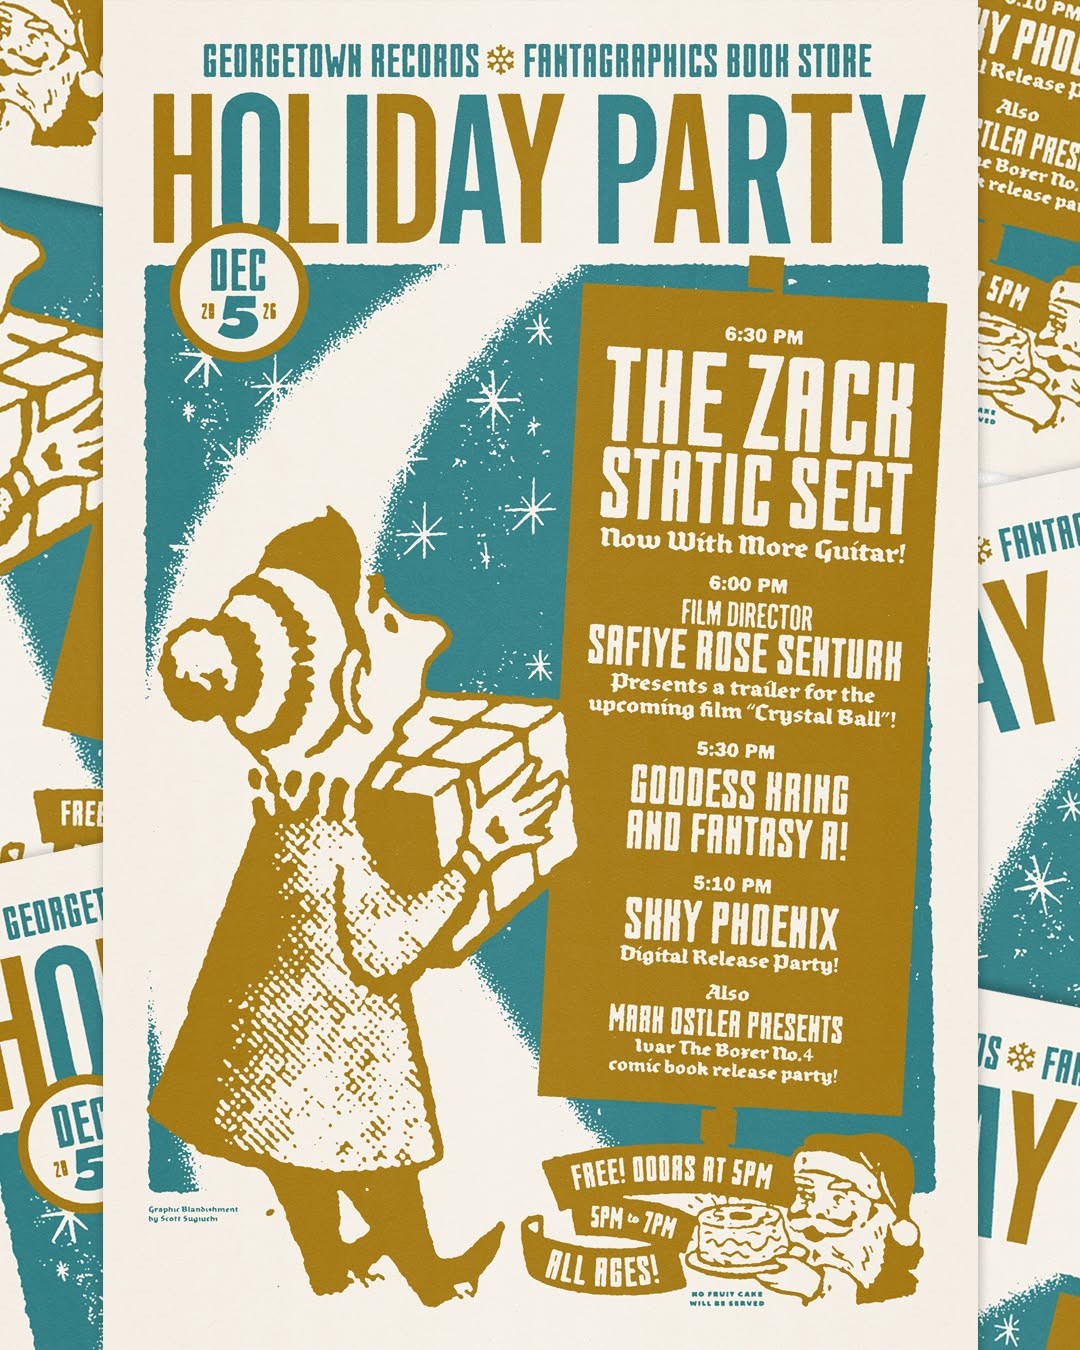 GEORGETOWN RECORDS FANTAGRAPHICS BOOK STORE
HOLIDAY PARTY
DEC
20 5 26
6:30 PM
THE ZACK
STATIC SECT
Now With More Guitar!
6:00 PM
FILM DIRECTOR
SAFIYE ROSE SENTURK
Presents a trailer for the
upcoming film "Crystal Ball"!
5:30 PM
GODDESS KRING
AND FANTASY A!
5:10 PM
SKKY PHOENIX
Digital Release Party!
Also
MARK OSTLER PRESENTS
Ivar The Boxer No.4
comic book release party!
FREE! DOORS AT 5PM
5PM to 7PM
ALL AGES!
NO FRUIT CAKE
WILL BE SERVED
Graphic Blandishment
by Scott Sugiuchi